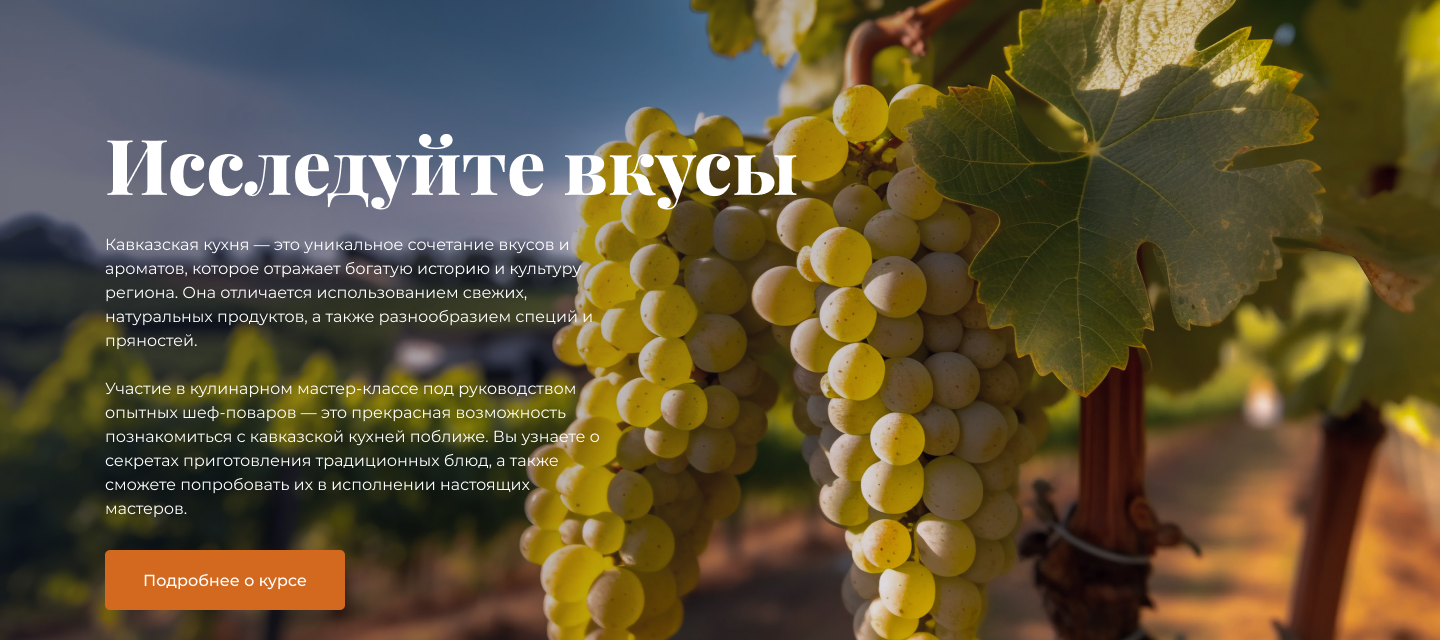 Исследуйте вкусы
Кавказская кухня — это уникальное сочетание вкусов и
ароматов, которое отражает богатую историю и культуру
региона. Она отличается использованием свежих,
натуральных продуктов, а также разнообразием специй и
пряностей.
Участие в кулинарном мастер-классе под руководством
опытных шеф-поваров — это прекрасная возможность
познакомиться с кавказской кухней поближе. Вы узнаете о
секретах приготовления традиционных блюд, а также
сможете попробовать их в исполнении настоящих
мастеров.
Подробнее о курсе